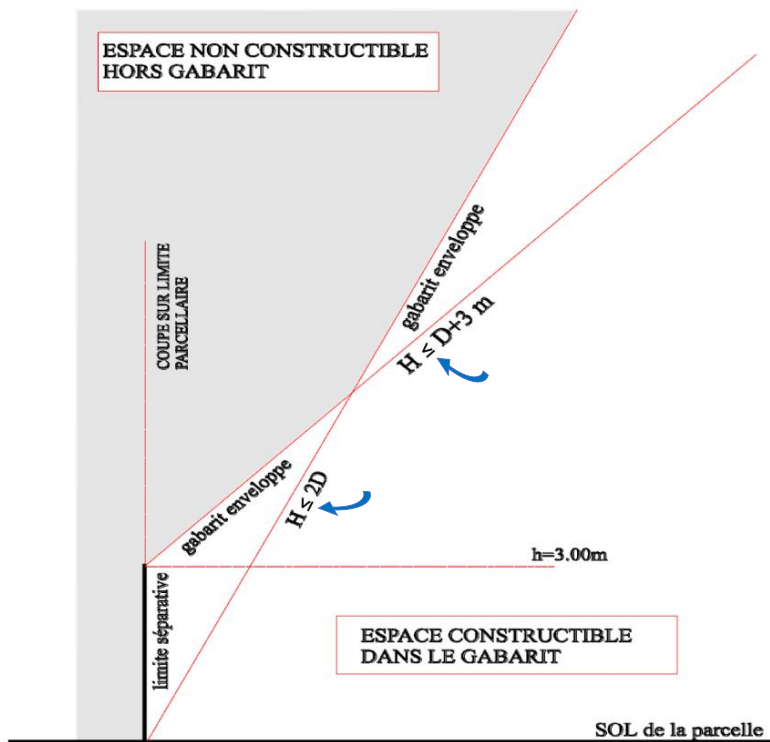 ESPACE NON CONSTRUCTIBLE
HORS GABARIT
COUPE SUR LIMITE
PARCELLAIRE
gabarit enveloppe
H ≤ D+3 m
gabarit enveloppe
H ≤ 2D
h=3.00m
limite séparative
ESPACE CONSTRUCTIBLE
DANS LE GABARIT
SOL de la parcelle